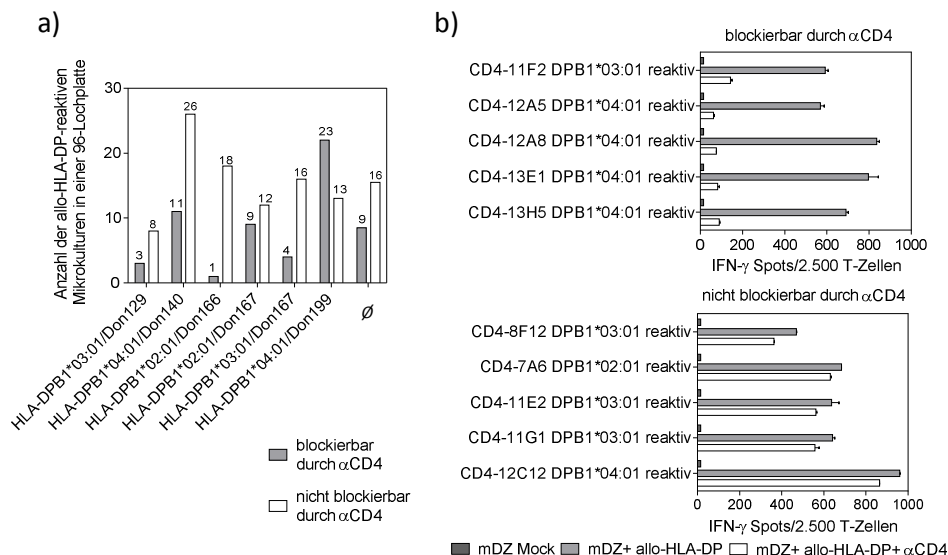 a)
Anzahl der allo-HLA-DP-reaktiven
Mikrokulturen in einer 96-Lochplatte
30
20
10
0
3
8
11
26
1
18
9
12
4
16
23
13
9
16
HLA-DPB1*03:01/Don129
HLA-DPB1*04:01/Don140
HLA-DPB1*02:01/Don166
HLA-DPB1*02:01/Don167
HLA-DPB1*03:01/Don167
HLA-DPB1*04:01/Don199
Ø
blockierbar
durch αCD4
nicht blockierbar
durch αCD4
b)
blockierbar durch αCD4
CD4-11F2 DPB1*03:01 reaktiv
CD4-12A5 DPB1*04:01 reaktiv
CD4-12A8 DPB1*04:01 reaktiv
CD4-13E1 DPB1*04:01 reaktiv
CD4-13H5 DPB1*04:01 reaktiv
0 200 400 600 800 1000
IFN-γ Spots/2.500 T-Zellen
nicht blockierbar durch αCD4
CD4-8F12 DPB1*03:01 reaktiv
CD4-7A6 DPB1*02:01 reaktiv
CD4-11E2 DPB1*03:01 reaktiv
CD4-11G1 DPB1*03:01 reaktiv
CD4-12C12 DPB1*04:01 reaktiv
0 200 400 600 800 1000
IFN-γ Spots/2.500 T-Zellen
mDZ Mock mDZ+ allo-HLA-DP mDZ+ allo-HLA-DP+ αCD4